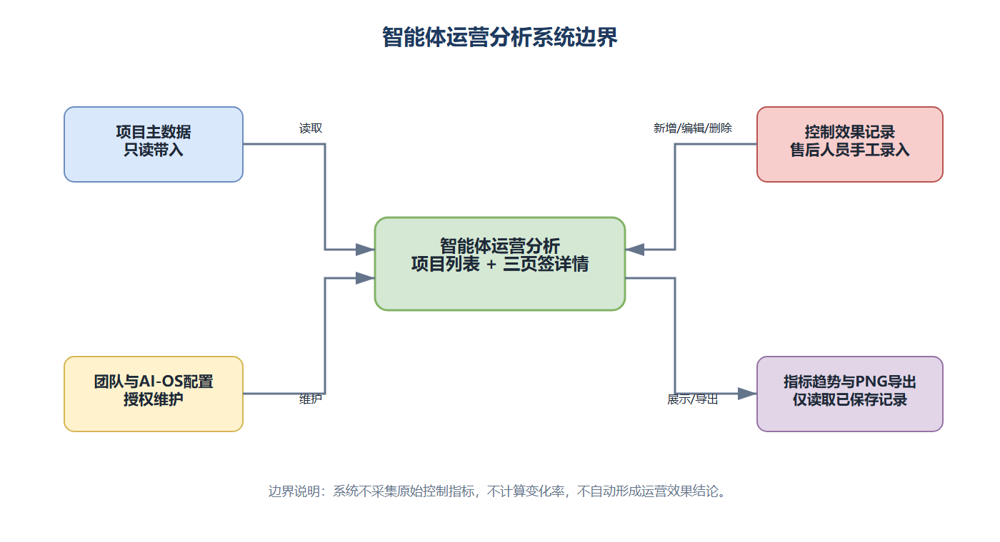 智能体运营分析系统边界
项目主数据
只读带入
读取
新增/编辑/删除
控制效果记录
售后人员手工录入
智能体运营分析
项目列表 + 三页签详情
团队与AI-OS配置
授权维护
维护
展示/导出
指标趋势与PNG导出
仅读取已保存记录
边界说明：系统不采集原始控制指标，不计算变化率，不自动形成运营效果结论。